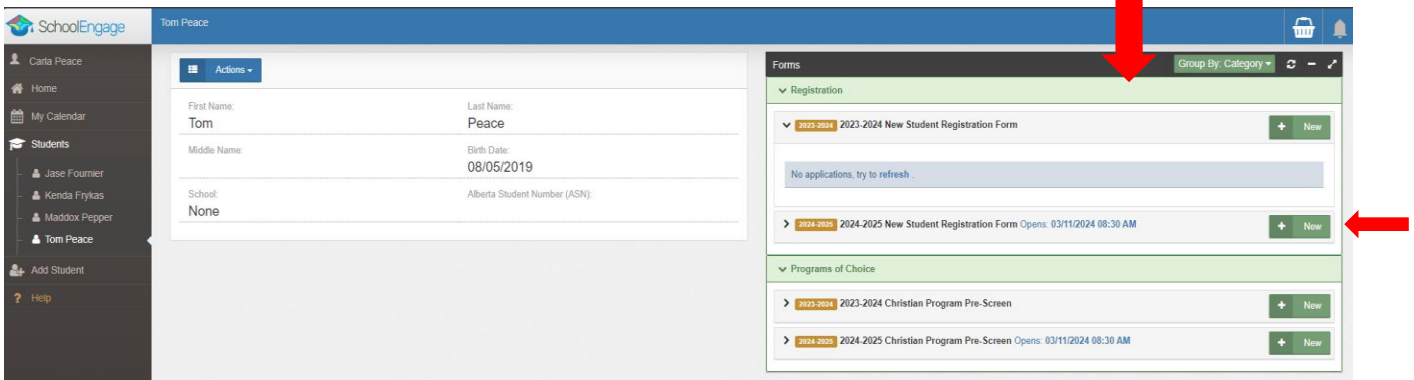 SchoolEngage
Tom Peace
Carla Peace
Home
My Calendar
Students
Jase Fournier
Kenda Frykas
Maddox Pepper
Tom Peace
Add Student
? Help
Actions
First Name:
Tom
Last Name:
Peace
Middle Name:
Birth Date:
08/05/2019
School:
None
Alberta Student Number (ASN):
Forms
Group By: Category
Registration
2023-2024 2023-2024 New Student Registration Form
+ New
No applications, try to refresh .
2024-2025 2024-2025 New Student Registration Form Opens: 03/11/2024 08:30 AM
+ New
Programs of Choice
2023-2024 2023-2024 Christian Program Pre-Screen
+ New
2024-2025 2024-2025 Christian Program Pre-Screen Opens: 03/11/2024 08:30 AM
+ New